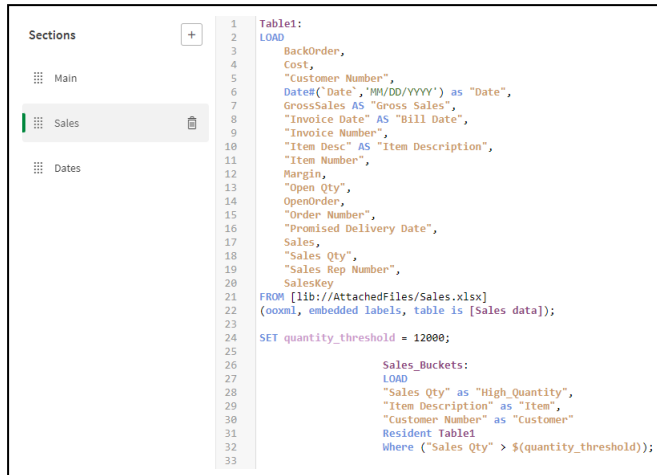 Sections
+
Main
Sales
Dates
1 Table1:
2 LOAD
3 BackOrder,
4 Cost,
5 "Customer Number",
6 Date#(`Date`,'MM/DD/YYYY') as "Date",
7 GrossSales AS "Gross Sales",
8 "Invoice Date" AS "Bill Date",
9 "Invoice Number",
10 "Item Desc" AS "Item Description",
11 "Item Number",
12 Margin,
13 "Open Qty",
14 OpenOrder,
15 "Order Number",
16 "Promised Delivery Date",
17 Sales,
18 "Sales Qty",
19 "Sales Rep Number",
20 SalesKey
21 FROM [lib://AttachedFiles/Sales.xlsx]
22 (ooxml, embedded labels, table is [Sales data]);
23
24 SET quantity_threshold = 12000;
25
26 Sales_Buckets:
27 LOAD
28 "Sales Qty" as "High_Quantity",
29 "Item Description" as "Item",
30 "Customer Number" as "Customer"
31 Resident Table1
32 Where ("Sales Qty" > $(quantity_threshold));
33